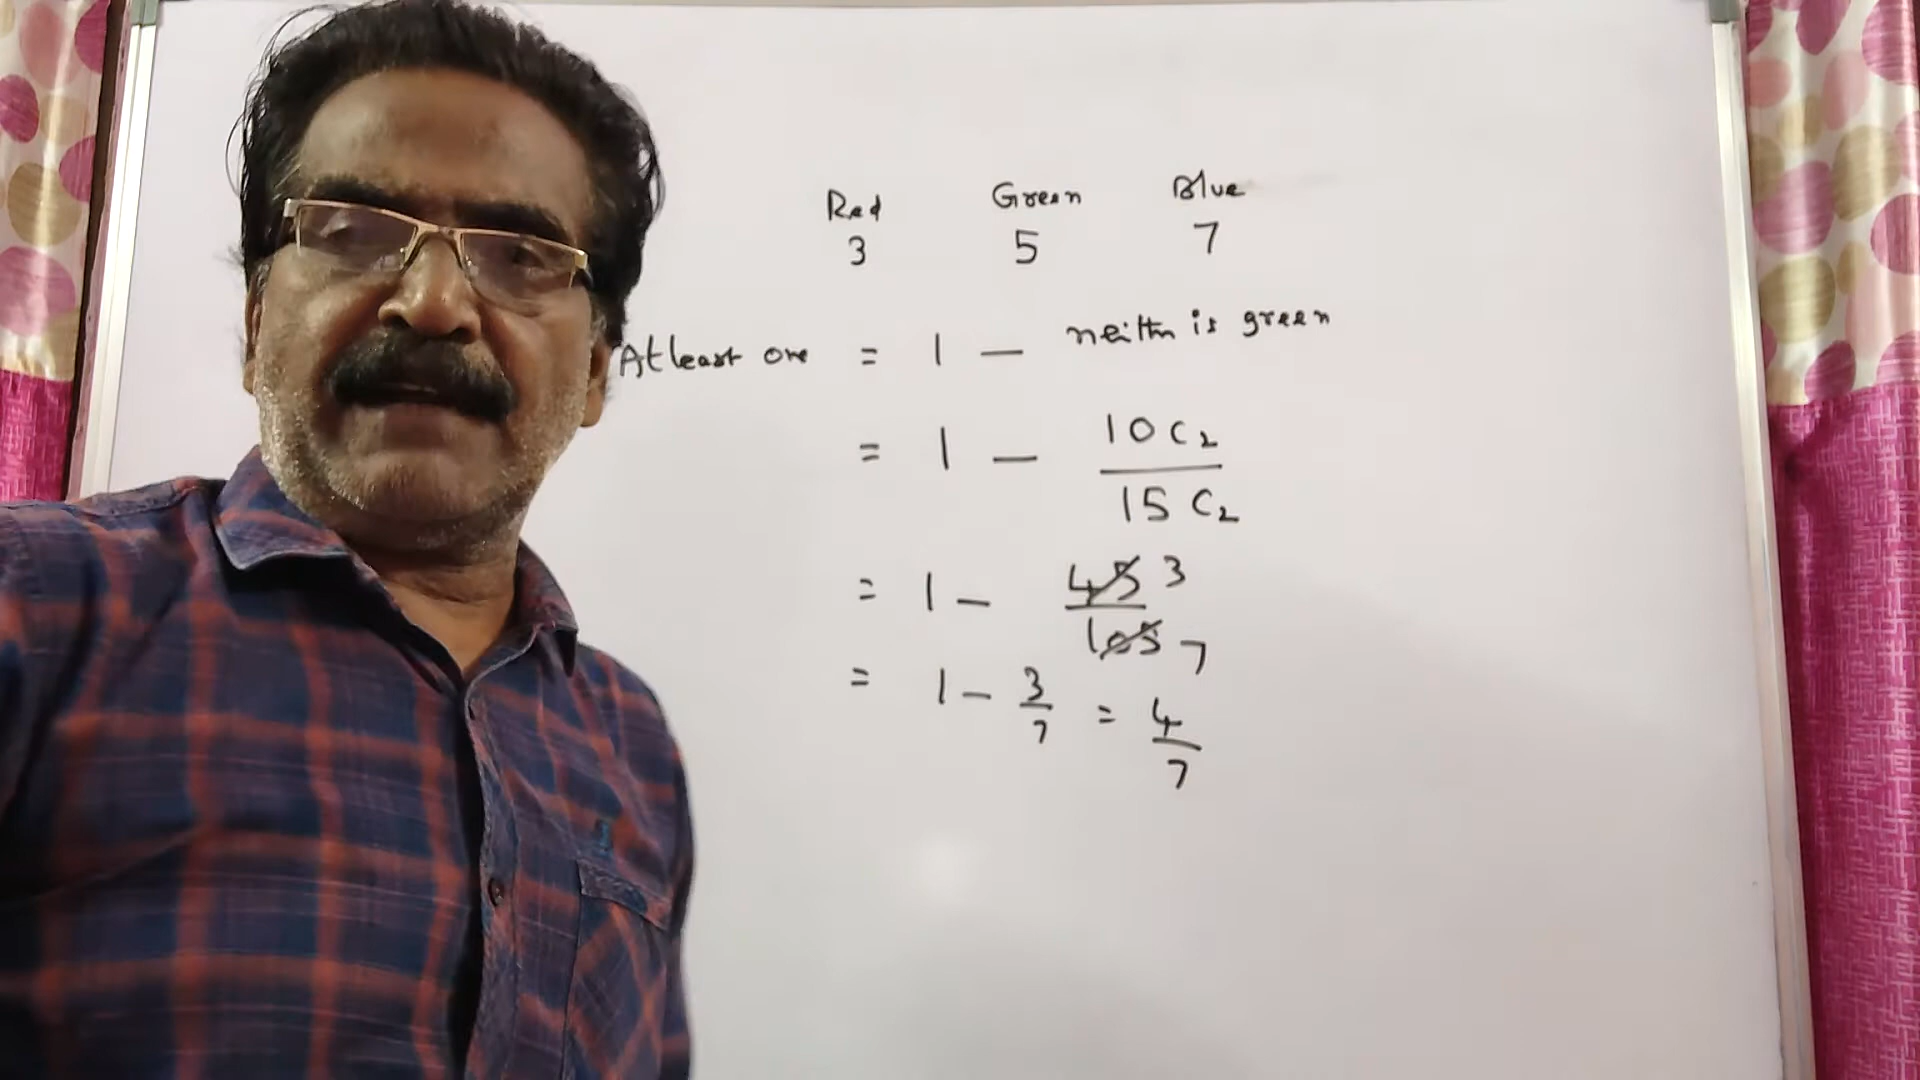 Red Green Blue
3 5 7
At least one = 1 — neithr is green
= 1 — 10C₂ / 15C₂
= 1 — 45 3 / 105 7
= 1 — 3/7 = 4/7